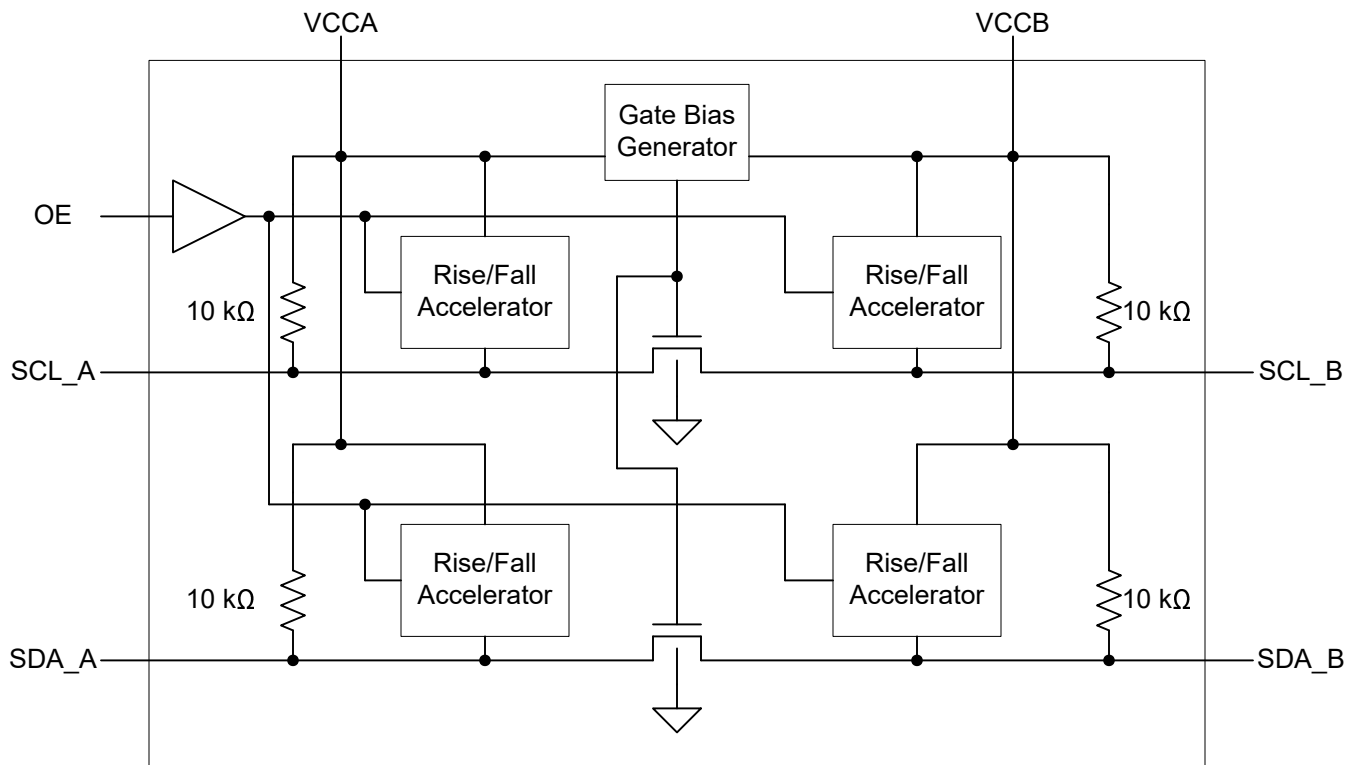 VCCA
VCCB
Gate Bias
Generator
OE
Rise/Fall
Accelerator
Rise/Fall
Accelerator
10 kΩ
10 kΩ
SCL_A
SCL_B
Rise/Fall
Accelerator
Rise/Fall
Accelerator
10 kΩ
10 kΩ
SDA_A
SDA_B